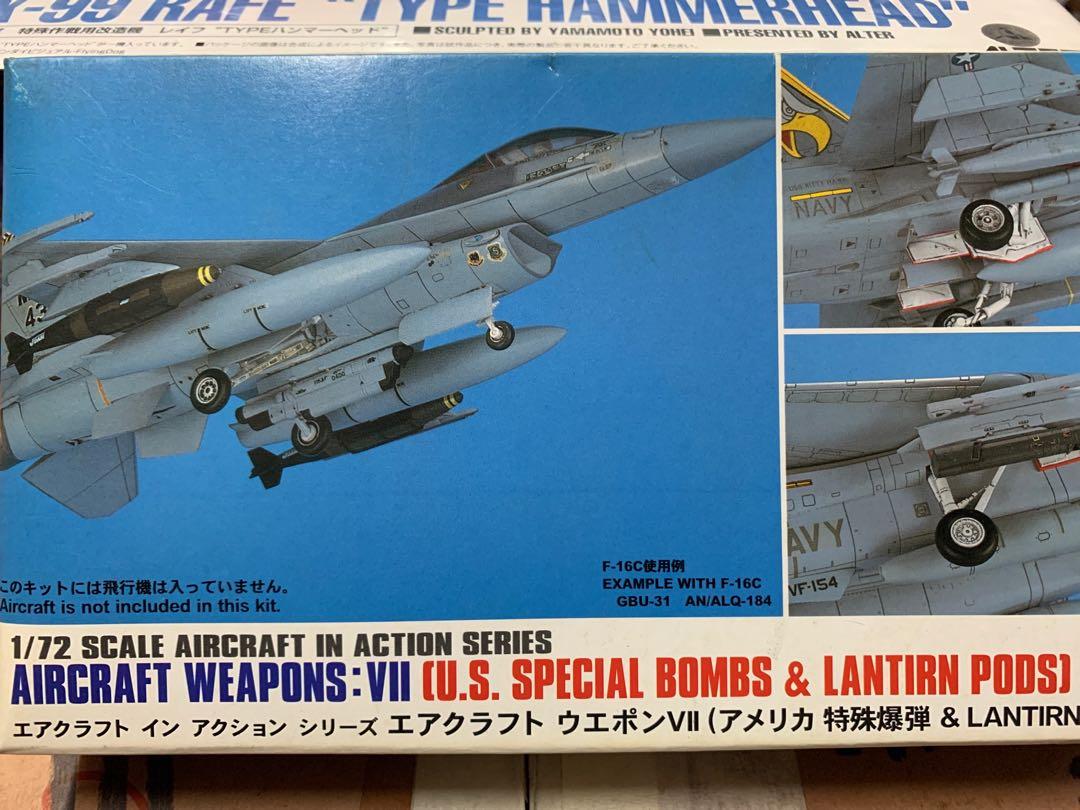 Y-99 RAFE "TYPE HAMMERHEAD"
特殊作戦用改造機 レイフ "TYPEハンマーヘッド" ■SCULPTED BY YAMAMOTO YOHEI ■PRESENTED BY ALTER
USS KITTY HAWK
NAVY
43
NAVY
VF-154
このキットには飛行機は入っていません。
Aircraft is not included in this kit.
F-16C使用例
EXAMPLE WITH F-16C
GBU-31 AN/ALQ-184
1/72 SCALE AIRCRAFT IN ACTION SERIES
AIRCRAFT WEAPONS:VII (U.S. SPECIAL BOMBS & LANTIRN PODS)
エアクラフト イン アクション シリーズ エアクラフト ウエポンVII (アメリカ 特殊爆弾 & LANTIRN